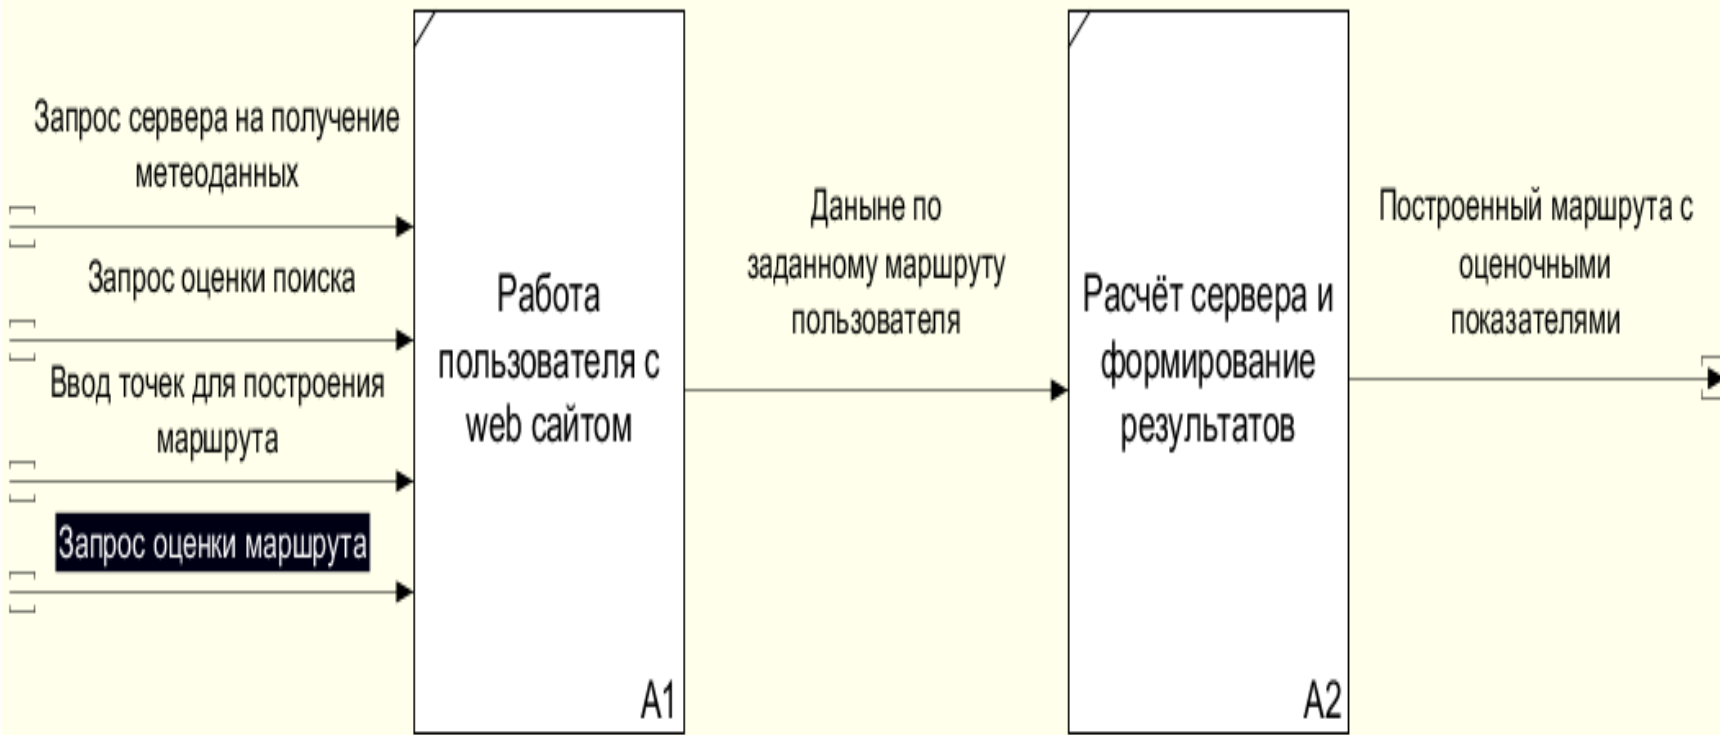 Запрос сервера на получение
метеоданных
Запрос оценки поиска
Ввод точек для построения
маршрута
Запрос оценки маршрута
Работа
пользователя с
web сайтом
A1
Даныне по
заданному маршруту
пользователя
Расчёт сервера и
формирование
результатов
A2
Построенный маршрута с
оценочными
показателями